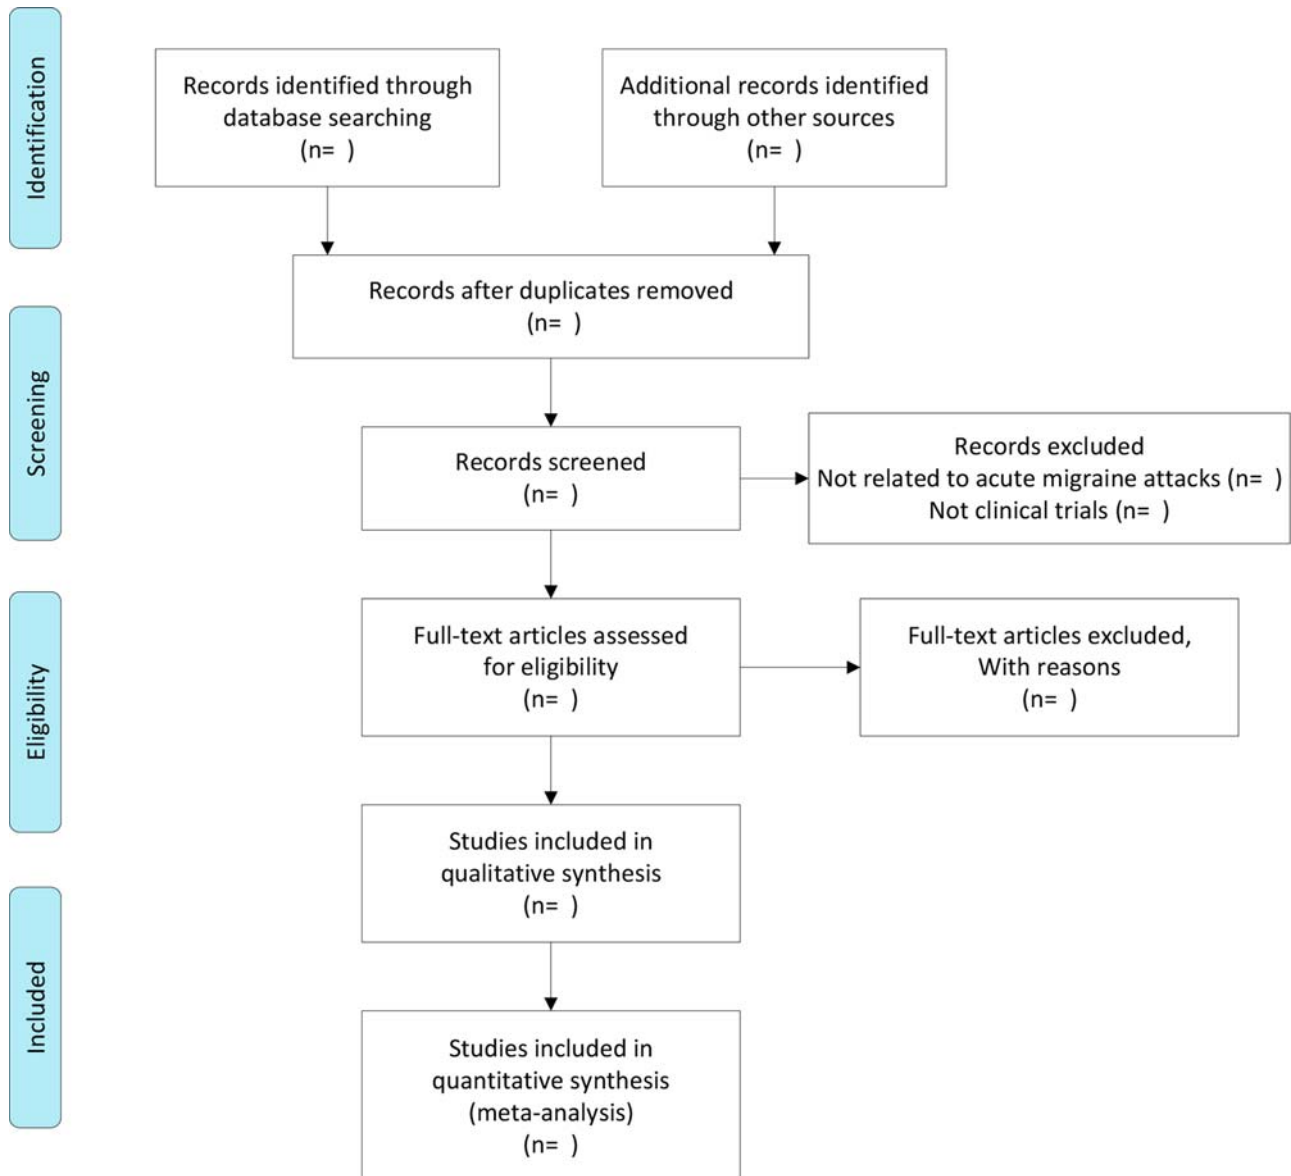 Identification
Records identified through
database searching
(n=  )
Additional records identified
through other sources
(n=  )
Records after duplicates removed
(n=  )
Screening
Records screened
(n=  )
Records excluded
Not related to acute migraine attacks (n=  )
Not clinical trials (n=  )
Eligibility
Full-text articles assessed
for eligibility
(n=  )
Full-text articles excluded,
With reasons
(n=  )
Studies included in
qualitative synthesis
(n=  )
Included
Studies included in
quantitative synthesis
(meta-analysis)
(n=  )